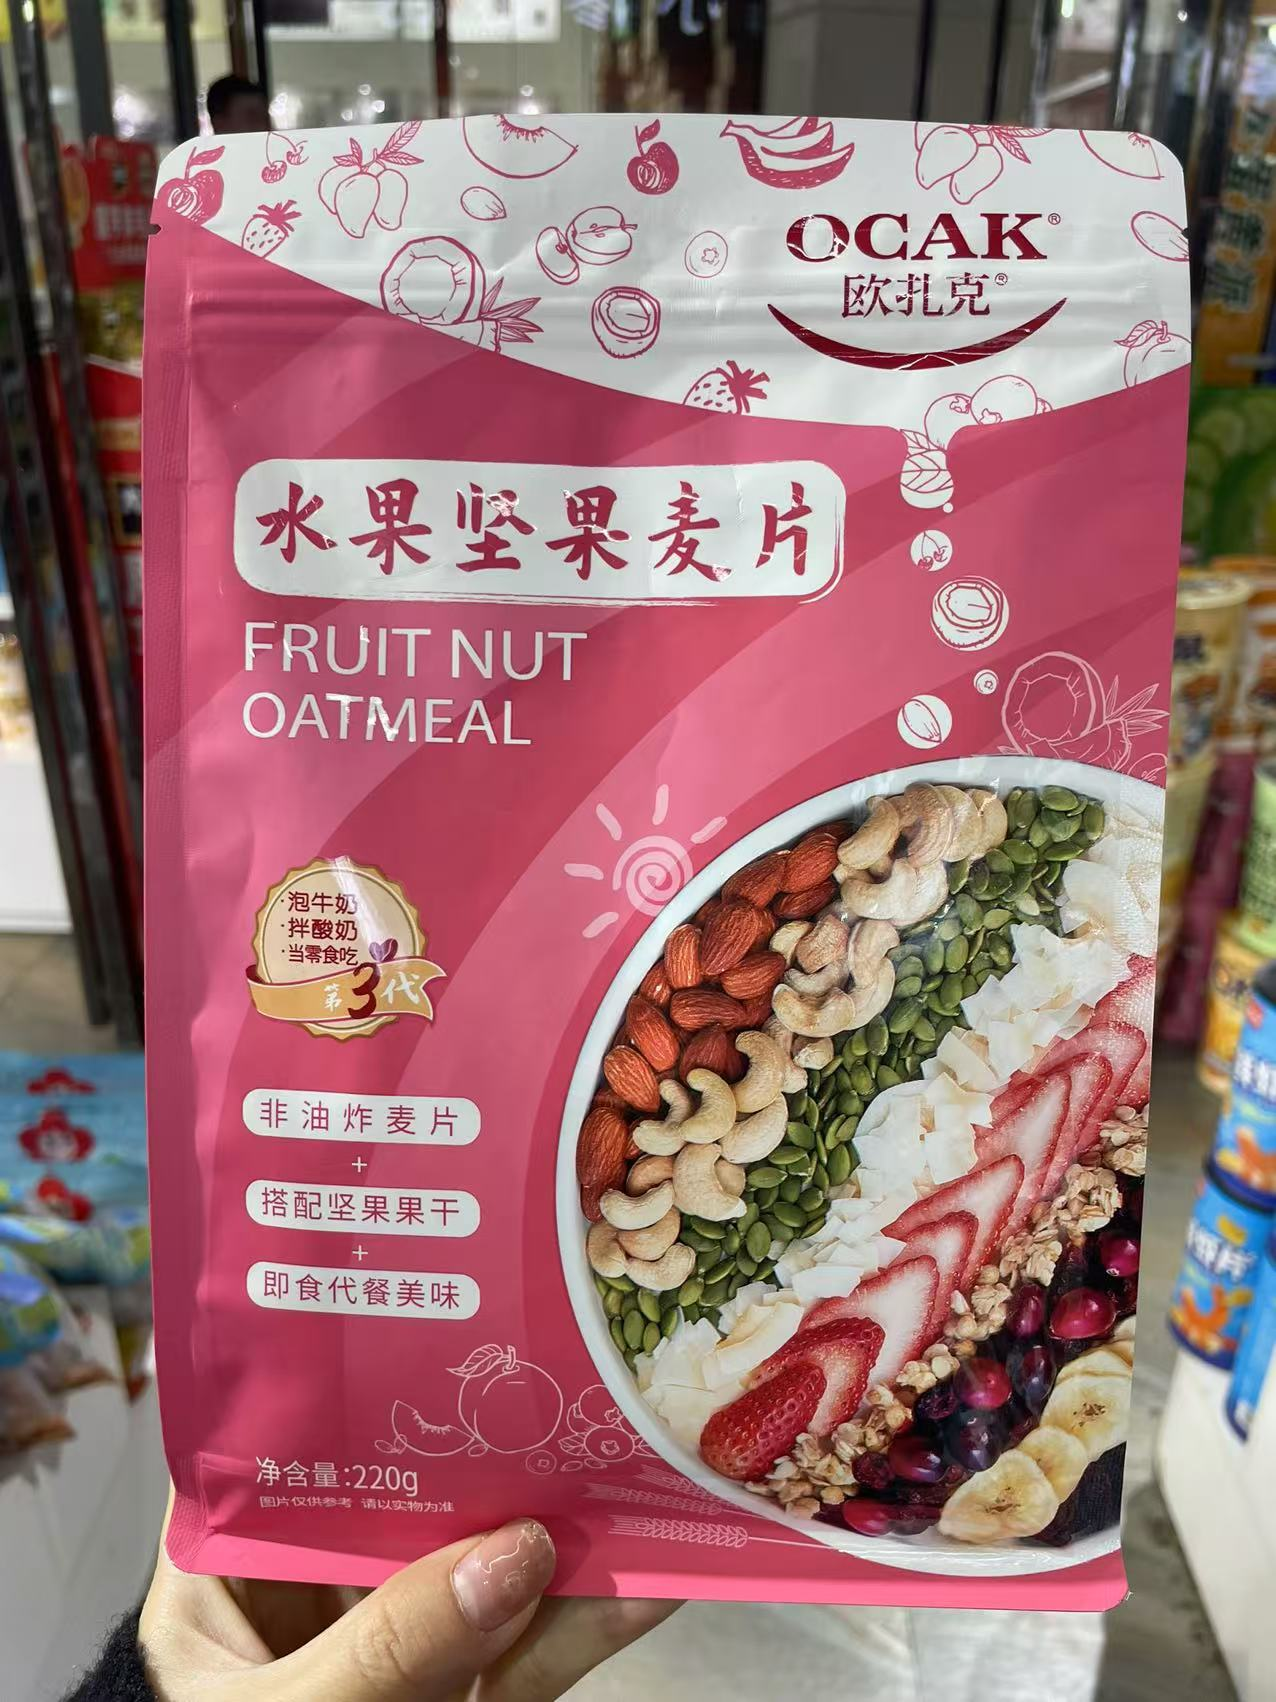 OCAK®
欧扎克®
水果坚果麦片
FRUIT NUT
OATMEAL
·泡牛奶
·拌酸奶
·当零食吃
第3代
非油炸麦片
+
搭配坚果果干
+
即食代餐美味
净含量:220g
图片仅供参考 请以实物为准